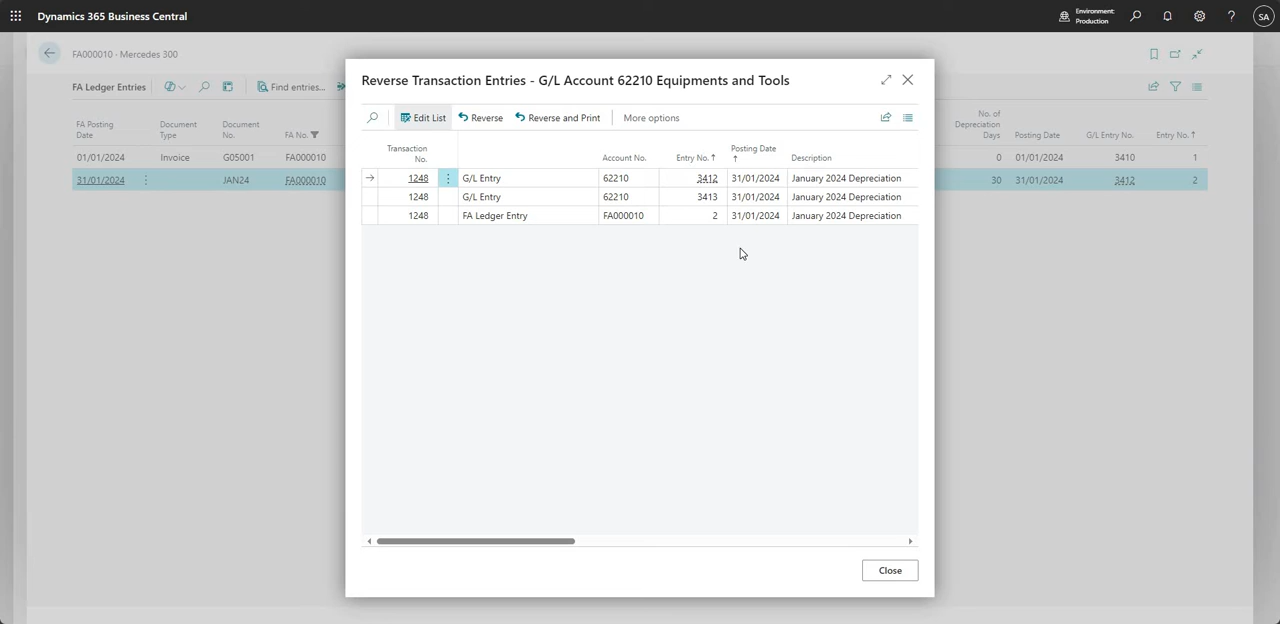 Dynamics 365 Business Central
Environment:
Production
?
SA
FA000010 - Mercedes 300
FA Ledger Entries
Find entries...
FA Posting
Date
Document
Type
Document
No.
FA No.
No. of
Depreciation
Days
Posting Date
G/L Entry No.
Entry No.↑
01/01/2024 Invoice G05001 FA000010 0 01/01/2024 3410 1
31/01/2024 JAN24 FA000010 30 31/01/2024 3412 2
Reverse Transaction Entries - G/L Account 62210 Equipments and Tools
Edit List Reverse Reverse and Print More options
Transaction
No.
Account No.
Entry No.↑
Posting Date
↑
Description
1248 G/L Entry 62210 3412 31/01/2024 January 2024 Depreciation
1248 G/L Entry 62210 3413 31/01/2024 January 2024 Depreciation
1248 FA Ledger Entry FA000010 2 31/01/2024 January 2024 Depreciation
Close